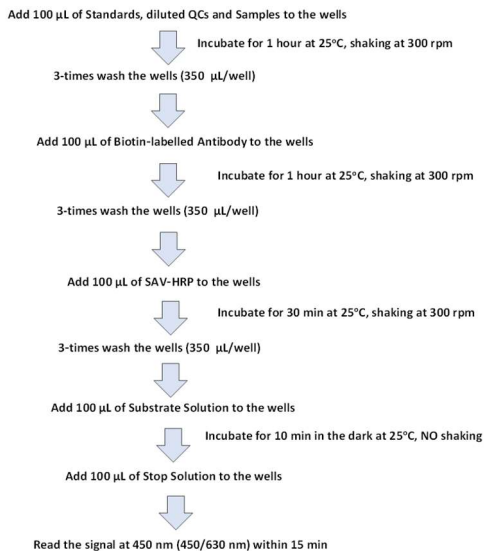 Add 100 µL of Standards, diluted QCs and Samples to the wells
Incubate for 1 hour at 25°C, shaking at 300 rpm
3-times wash the wells (350 µL/well)
Add 100 µL of Biotin-labelled Antibody to the wells
Incubate for 1 hour at 25°C, shaking at 300 rpm
3-times wash the wells (350 µL/well)
Add 100 µL of SAV-HRP to the wells
Incubate for 30 min at 25°C, shaking at 300 rpm
3-times wash the wells (350 µL/well)
Add 100 µL of Substrate Solution to the wells
Incubate for 10 min in the dark at 25°C, NO shaking
Add 100 µL of Stop Solution to the wells
Read the signal at 450 nm (450/630 nm) within 15 min